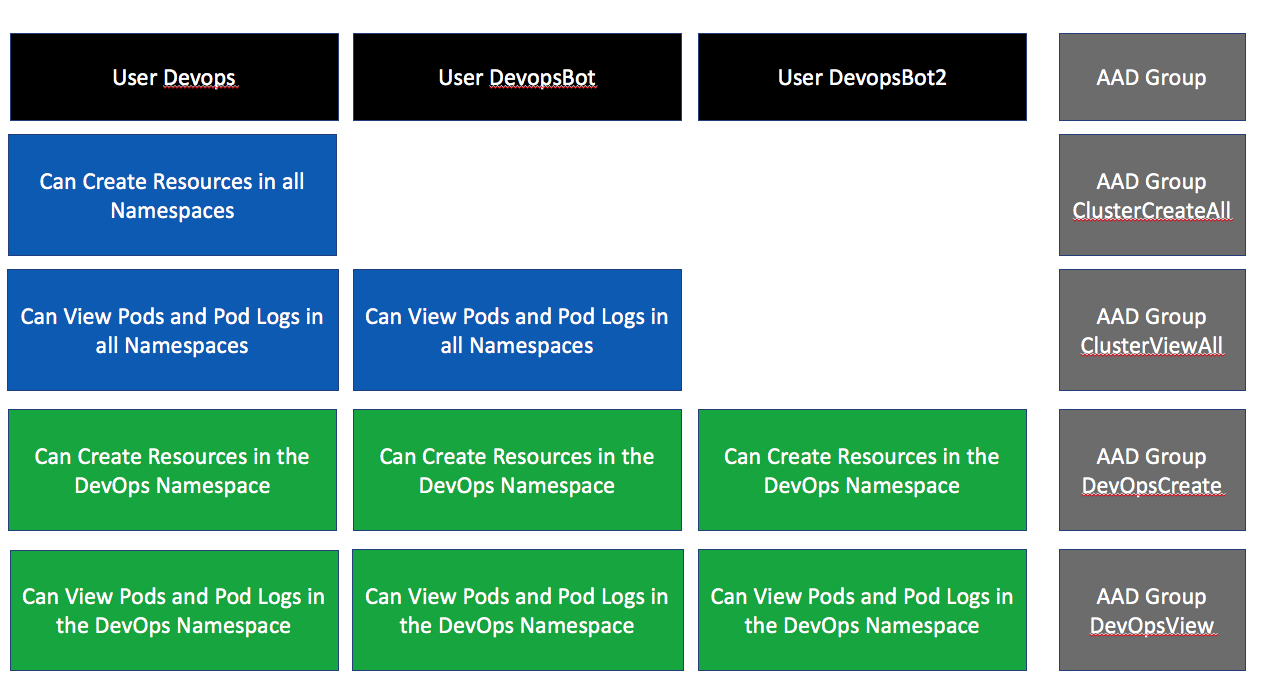 User Devops
User DevopsBot
User DevopsBot2
AAD Group
Can Create Resources in all
Namespaces
AAD Group
ClusterCreateAll
Can View Pods and Pod Logs in
all Namespaces
Can View Pods and Pod Logs in
all Namespaces
AAD Group
ClusterViewAll
Can Create Resources in the
DevOps Namespace
Can Create Resources in the
DevOps Namespace
Can Create Resources in the
DevOps Namespace
AAD Group
DevOpsCreate
Can View Pods and Pod Logs in
the DevOps Namespace
Can View Pods and Pod Logs in
the DevOps Namespace
Can View Pods and Pod Logs in
the DevOps Namespace
AAD Group
DevOpsView